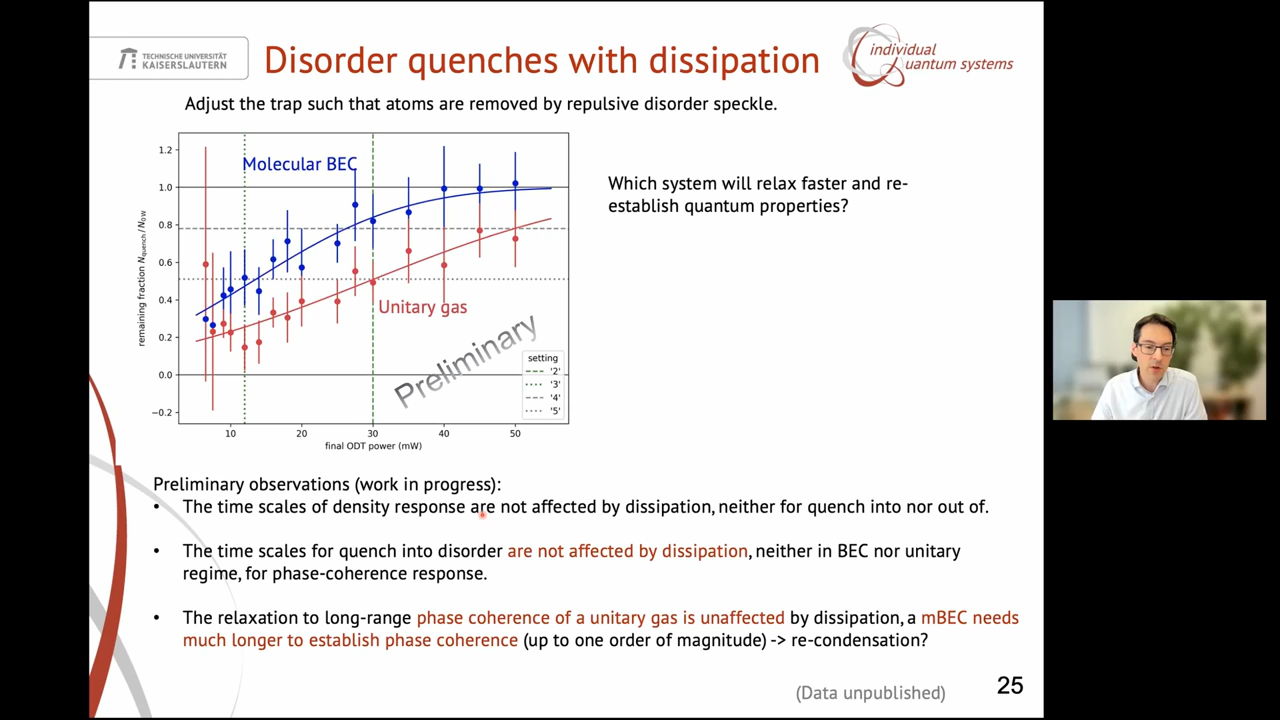 TECHNISCHE UNIVERSITÄT
KAISERSLAUTERN
Disorder quenches with dissipation
individual
quantum systems
Adjust the trap such that atoms are removed by repulsive disorder speckle.
Molecular BEC
Unitary gas
Preliminary
remaining fraction N_quench / N_0W
1.2
1.0
0.8
0.6
0.4
0.2
0.0
−0.2
10
20
30
40
50
final ODT power (mW)
setting
'2'
'3'
'4'
'5'
Which system will relax faster and re-
establish quantum properties?
Preliminary observations (work in progress):
• The time scales of density response are not affected by dissipation, neither for quench into nor out of.
• The time scales for quench into disorder are not affected by dissipation, neither in BEC nor unitary
regime, for phase-coherence response.
• The relaxation to long-range phase coherence of a unitary gas is unaffected by dissipation, a mBEC needs
much longer to establish phase coherence (up to one order of magnitude) -> re-condensation?
(Data unpublished)
25